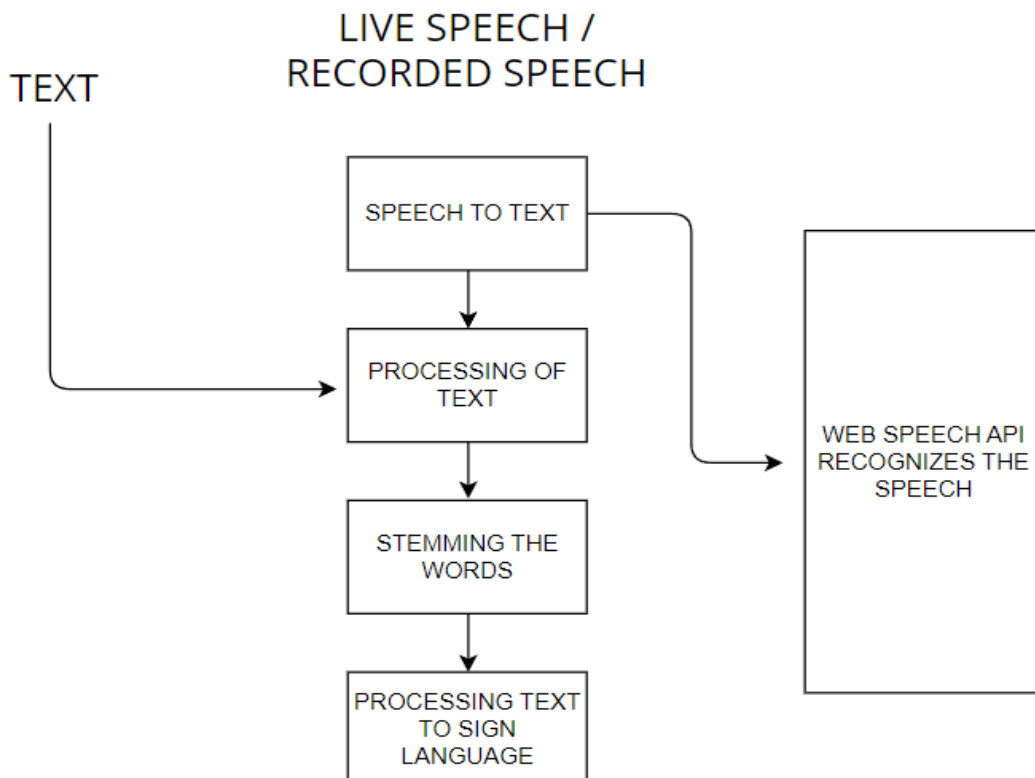 LIVE SPEECH /
RECORDED SPEECH
TEXT
SPEECH TO TEXT
PROCESSING OF
TEXT
WEB SPEECH API
RECOGNIZES THE
SPEECH
STEMMING THE
WORDS
PROCESSING TEXT
TO SIGN
LANGUAGE